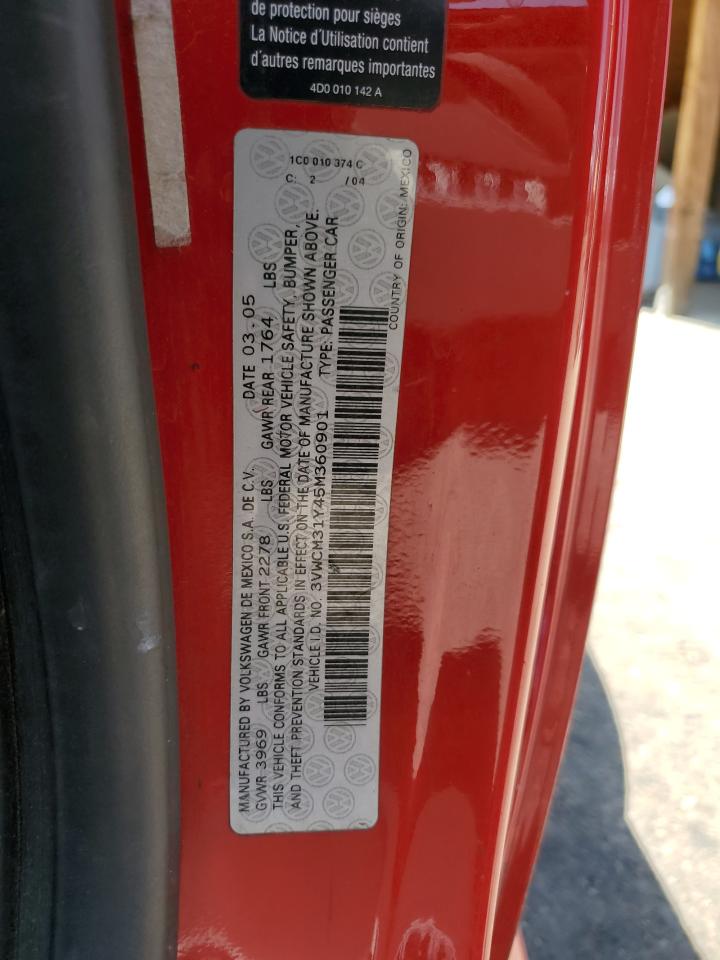 de protection pour sièges
La Notice d'Utilisation contient
d'autres remarques importantes
4D0 010 142 A
1C0 010 374 C
C: 2 /04
MANUFACTURED BY VOLKSWAGEN DE MEXICO S.A. DE C.V. DATE 03.05
GVWR 3969 LBS GAWR FRONT 2278 LBS GAWR REAR 1764 LBS
THIS VEHICLE CONFORMS TO ALL APPLICABLE U.S. FEDERAL MOTOR VEHICLE SAFETY, BUMPER,
AND THEFT PREVENTION STANDARDS IN EFFECT ON THE DATE OF MANUFACTURE SHOWN ABOVE.
VEHICLE I.D. NO. 3VWCM31Y45M360901 TYPE: PASSENGER CAR
COUNTRY OF ORIGIN: MEXICO